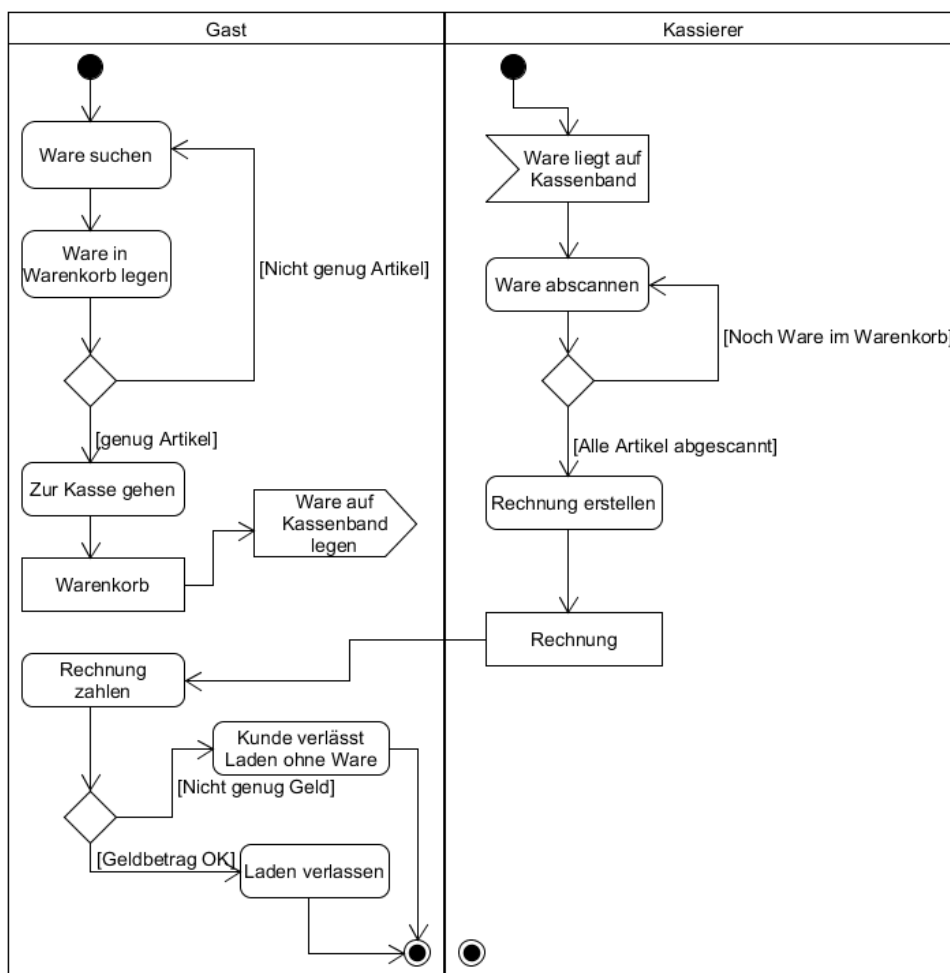 Gast
Kassierer
Ware suchen
Ware in
Warenkorb legen
[Nicht genug Artikel]
[genug Artikel]
Zur Kasse gehen
Warenkorb
Ware auf
Kassenband
legen
Rechnung
zahlen
Kunde verlässt
Laden ohne Ware
[Nicht genug Geld]
[Geldbetrag OK]
Laden verlassen
Ware liegt auf
Kassenband
Ware abscannen
[Noch Ware im Warenkorb]
[Alle Artikel abgescannt]
Rechnung erstellen
Rechnung